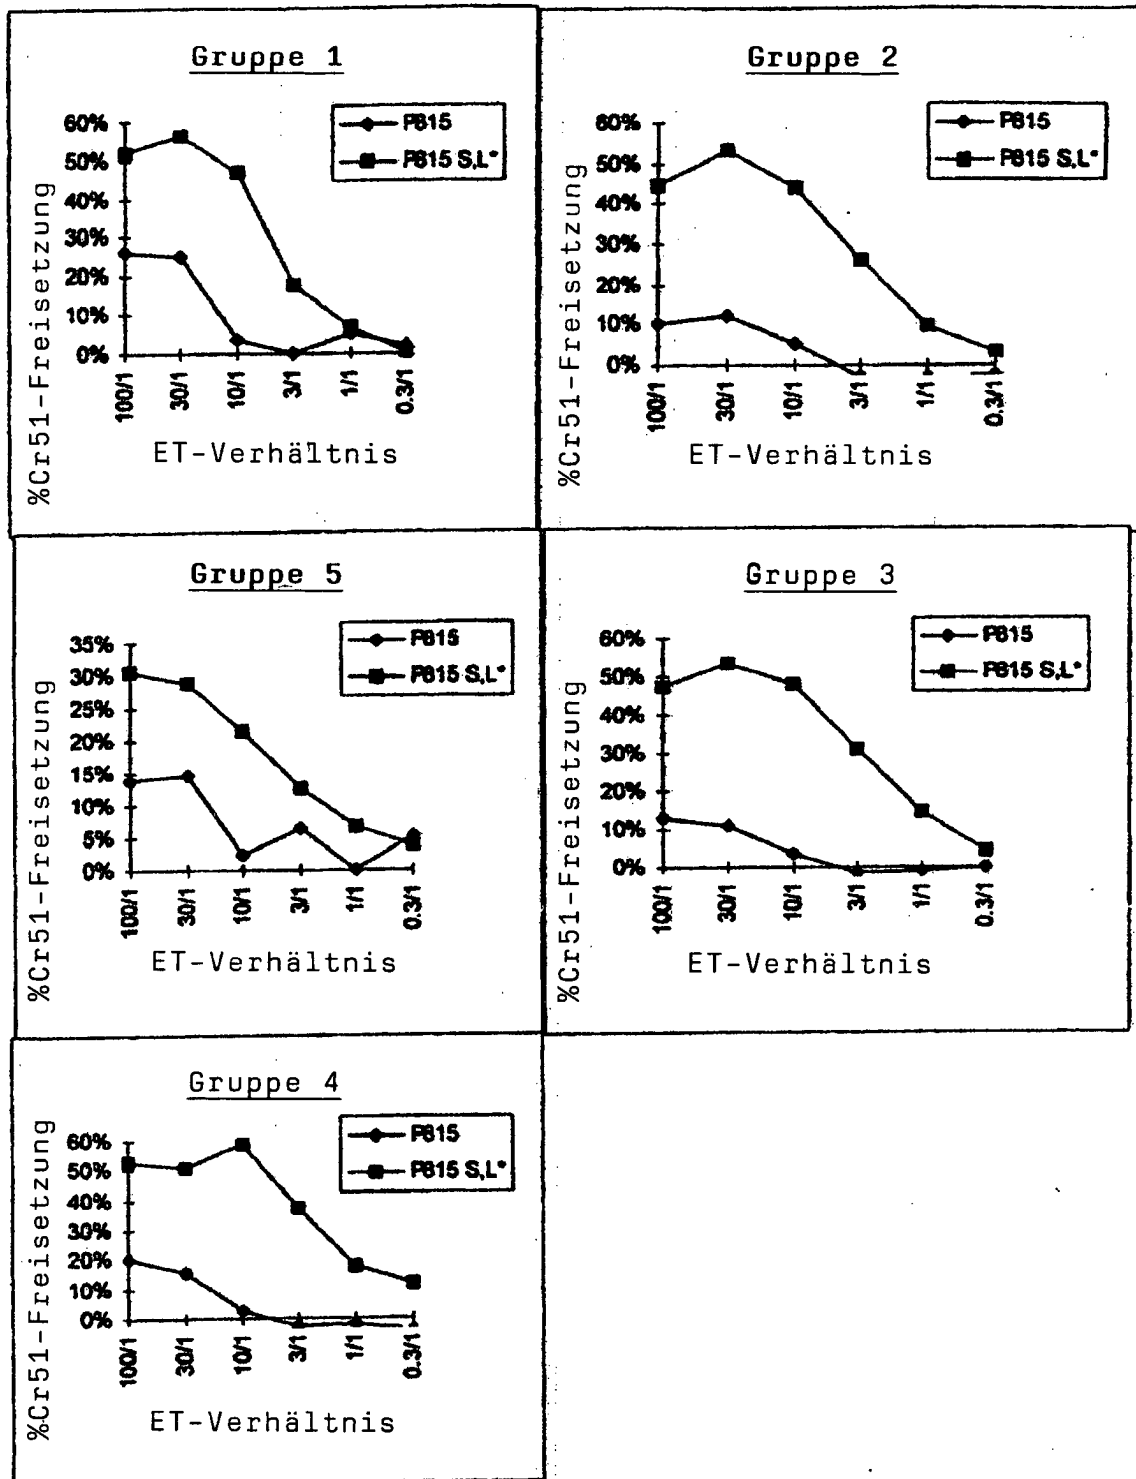 Gruppe 1
P815
P815 S,L*
60%
50%
40%
30%
20%
10%
0%
100/1
30/1
10/1
3/1
1/1
0.3/1
%Cr51-Freisetzung
ET-Verhältnis
Gruppe 2
P815
P815 S,L*
60%
50%
40%
30%
20%
10%
0%
100/1
30/1
10/1
3/1
1/1
0.3/1
%Cr51-Freisetzung
ET-Verhältnis
Gruppe 5
P815
P815 S,L*
35%
30%
25%
20%
15%
10%
5%
0%
100/1
30/1
10/1
3/1
1/1
0.3/1
%Cr51-Freisetzung
ET-Verhältnis
Gruppe 3
P815
P815 S,L*
60%
50%
40%
30%
20%
10%
0%
100/1
30/1
10/1
3/1
1/1
0.3/1
%Cr51-Freisetzung
ET-Verhältnis
Gruppe 4
P815
P815 S,L*
60%
50%
40%
30%
20%
10%
0%
100/1
30/1
10/1
3/1
1/1
0.3/1
%Cr51-Freisetzung
ET-Verhältnis